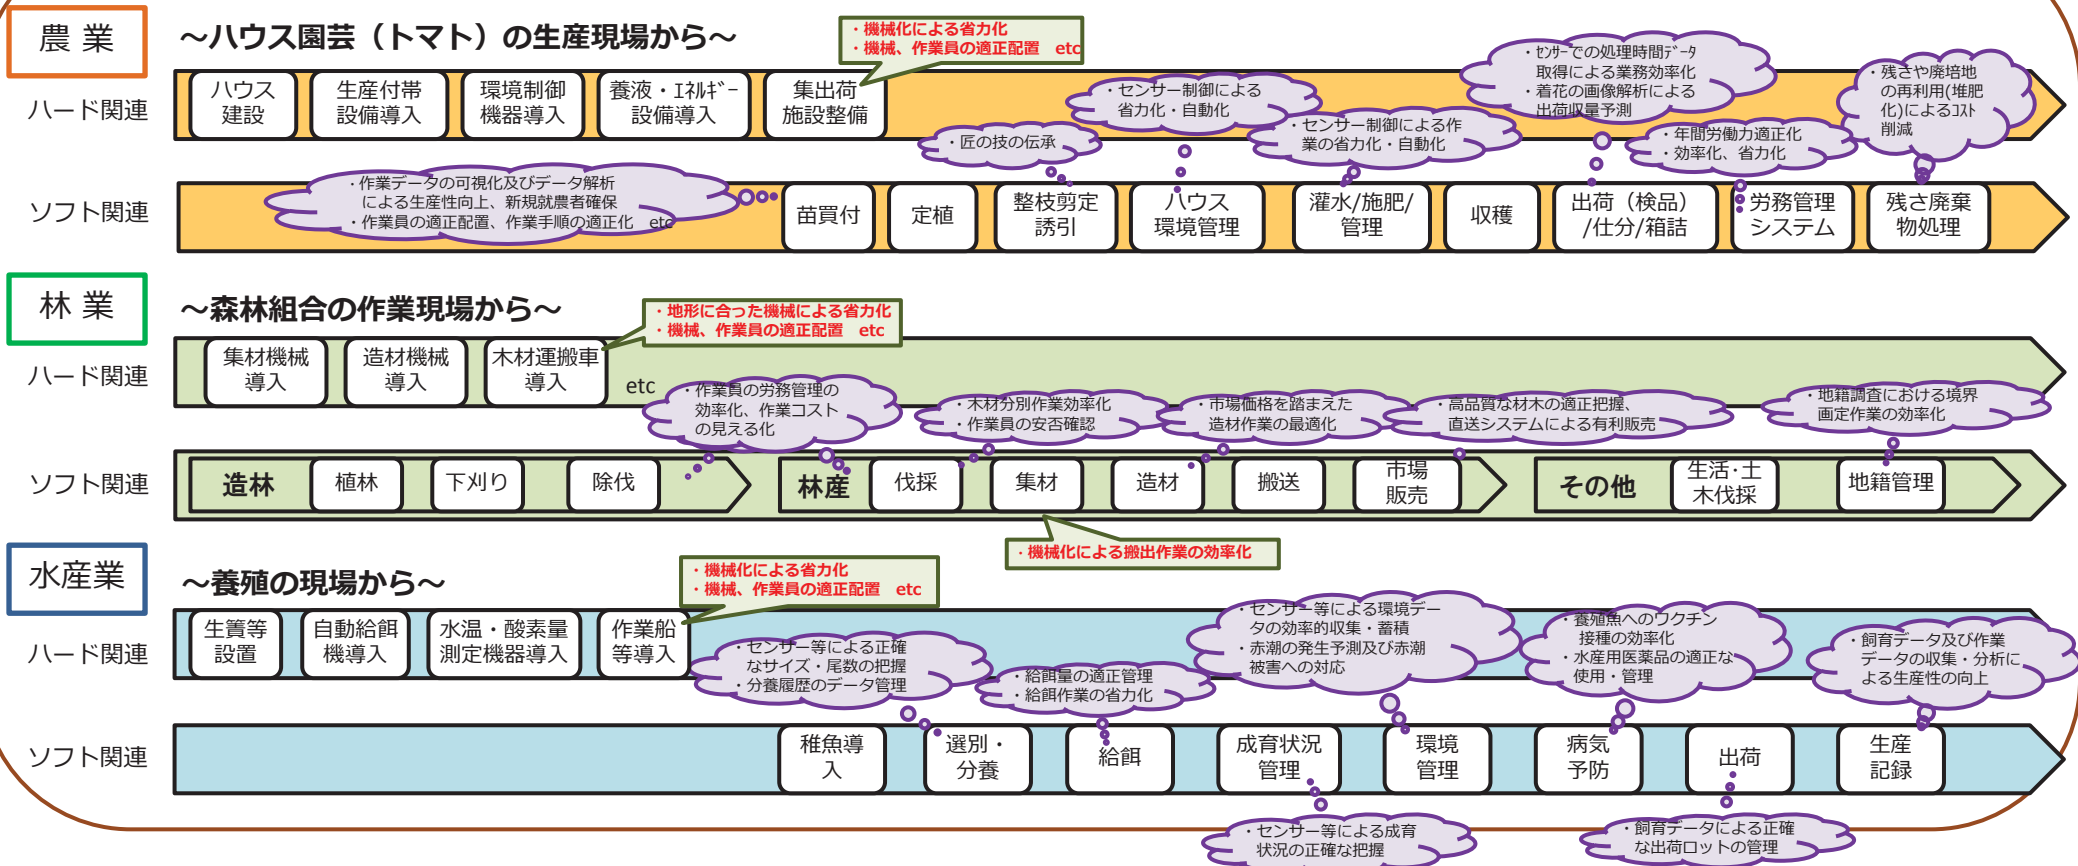 農 業
～ハウス園芸（トマト）の生産現場から～
・機械化による省力化
・機械、作業員の適正配置　etc
ハード関連
ハウス
建設
生産付帯
設備導入
環境制御
機器導入
養液・ｴﾈﾙｷﾞｰ
設備導入
集出荷
施設整備
・匠の技の伝承
・センサー制御による
省力化・自動化
・センサー制御による作
業の省力化・自動化
・ｾﾝｻｰでの処理時間ﾃﾞｰﾀ
取得による業務効率化
・着花の画像解析による
出荷収量予測
・年間労働力適正化
・効率化、省力化
・残さや廃培地
の再利用(堆肥
化)によるｺｽﾄ
削減
ソフト関連
・作業データの可視化及びデータ解析
による生産性向上、新規就農者確保
・作業員の適正配置、作業手順の適正化　etc
苗買付
定植
整枝剪定
誘引
ハウス
環境管理
灌水/施肥/
管理
収穫
出荷（検品）
/仕分/箱詰
労務管理
システム
残さ廃棄
物処理
林 業
～森林組合の作業現場から～
・地形に合った機械による省力化
・機械、作業員の適正配置　etc
ハード関連
集材機械
導入
造材機械
導入
木材運搬車
導入
etc
・作業員の労務管理の
効率化、作業コスト
の見える化
・木材分別作業効率化
・作業員の安否確認
・市場価格を踏まえた
造材作業の最適化
・高品質な材木の適正把握、
直送システムによる有利販売
・地籍調査における境界
画定作業の効率化
ソフト関連
造林
植林
下刈り
除伐
林産
伐採
集材
造材
搬送
市場
販売
その他
生活・土
木伐採
地籍管理
・機械化による搬出作業の効率化
水産業
～養殖の現場から～
・機械化による省力化
・機械、作業員の適正配置　etc
ハード関連
生簀等
設置
自動給餌
機導入
水温・酸素量
測定機器導入
作業船
等導入
・センサー等による正確
なサイズ・尾数の把握
・分養履歴のデータ管理
・給餌量の適正管理
・給餌作業の省力化
・センサー等による環境デー
タの効率的収集・蓄積
・赤潮の発生予測及び赤潮
被害への対応
・養殖魚へのワクチン
接種の効率化
・水産用医薬品の適正な
使用・管理
・飼育データ及び作業
データの収集・分析に
よる生産性の向上
ソフト関連
稚魚導
入
選別・
分養
給餌
成育状況
管理
環境
管理
病気
予防
出荷
生産
記録
・センサー等による成育
状況の正確な把握
・飼育データによる正確
な出荷ロットの管理